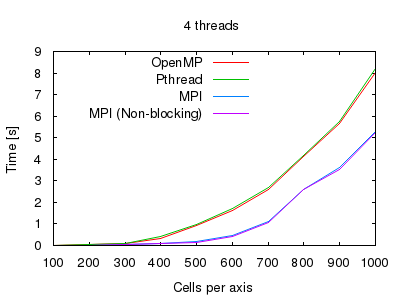 4 threads
9
8
7
6
5
4
3
2
1
0
Time [s]
OpenMP
Pthread
MPI
MPI (Non-blocking)
100 200 300 400 500 600 700 800 900 1000
Cells per axis